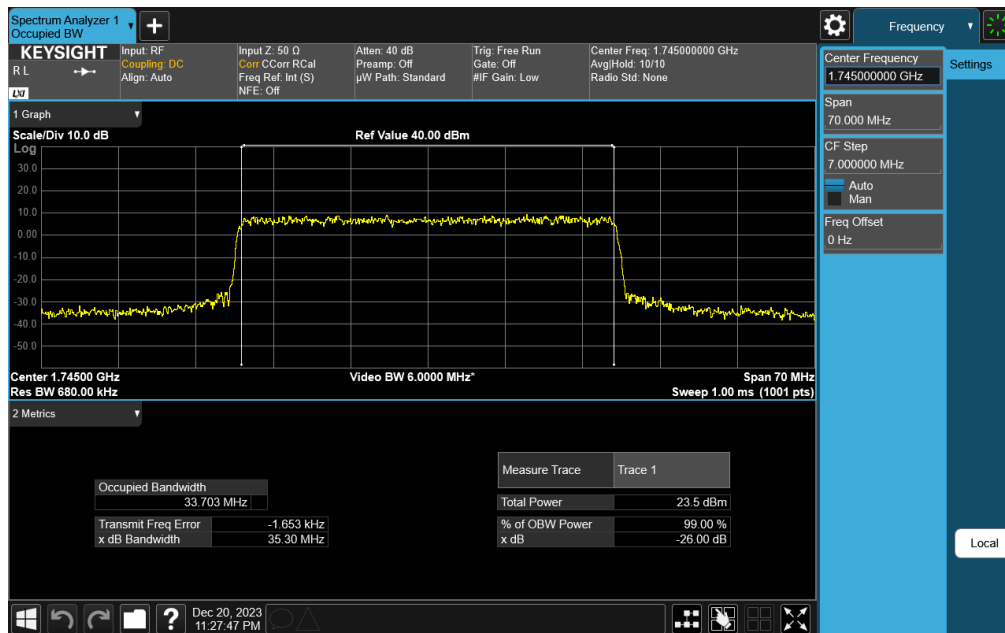 Spectrum Analyzer 1
Occupied BW
Frequency
KEYSIGHT
R L
LXI
Input: RF
Coupling: DC
Align: Auto
Input Z: 50 Ω
Corr CCorr RCal
Freq Ref: Int (S)
NFE: Off
Atten: 40 dB
Preamp: Off
µW Path: Standard
Trig: Free Run
Gate: Off
#IF Gain: Low
Center Freq: 1.745000000 GHz
Avg|Hold: 10/10
Radio Std: None
Center Frequency
1.745000000 GHz
Settings
Span
70.000 MHz
CF Step
7.000000 MHz
Auto
Man
Freq Offset
0 Hz
Local
1 Graph
Scale/Div 10.0 dB
Ref Value 40.00 dBm
Log
30.0
20.0
10.0
0.00
-10.0
-20.0
-30.0
-40.0
-50.0
Center 1.74500 GHz
Video BW 6.0000 MHz*
Span 70 MHz
Res BW 680.00 kHz
Sweep 1.00 ms (1001 pts)
2 Metrics
Occupied Bandwidth
33.703 MHz
Transmit Freq Error -1.653 kHz
x dB Bandwidth 35.30 MHz
Measure Trace Trace 1
Total Power 23.5 dBm
% of OBW Power 99.00 %
x dB -26.00 dB
Dec 20, 2023
11:27:47 PM